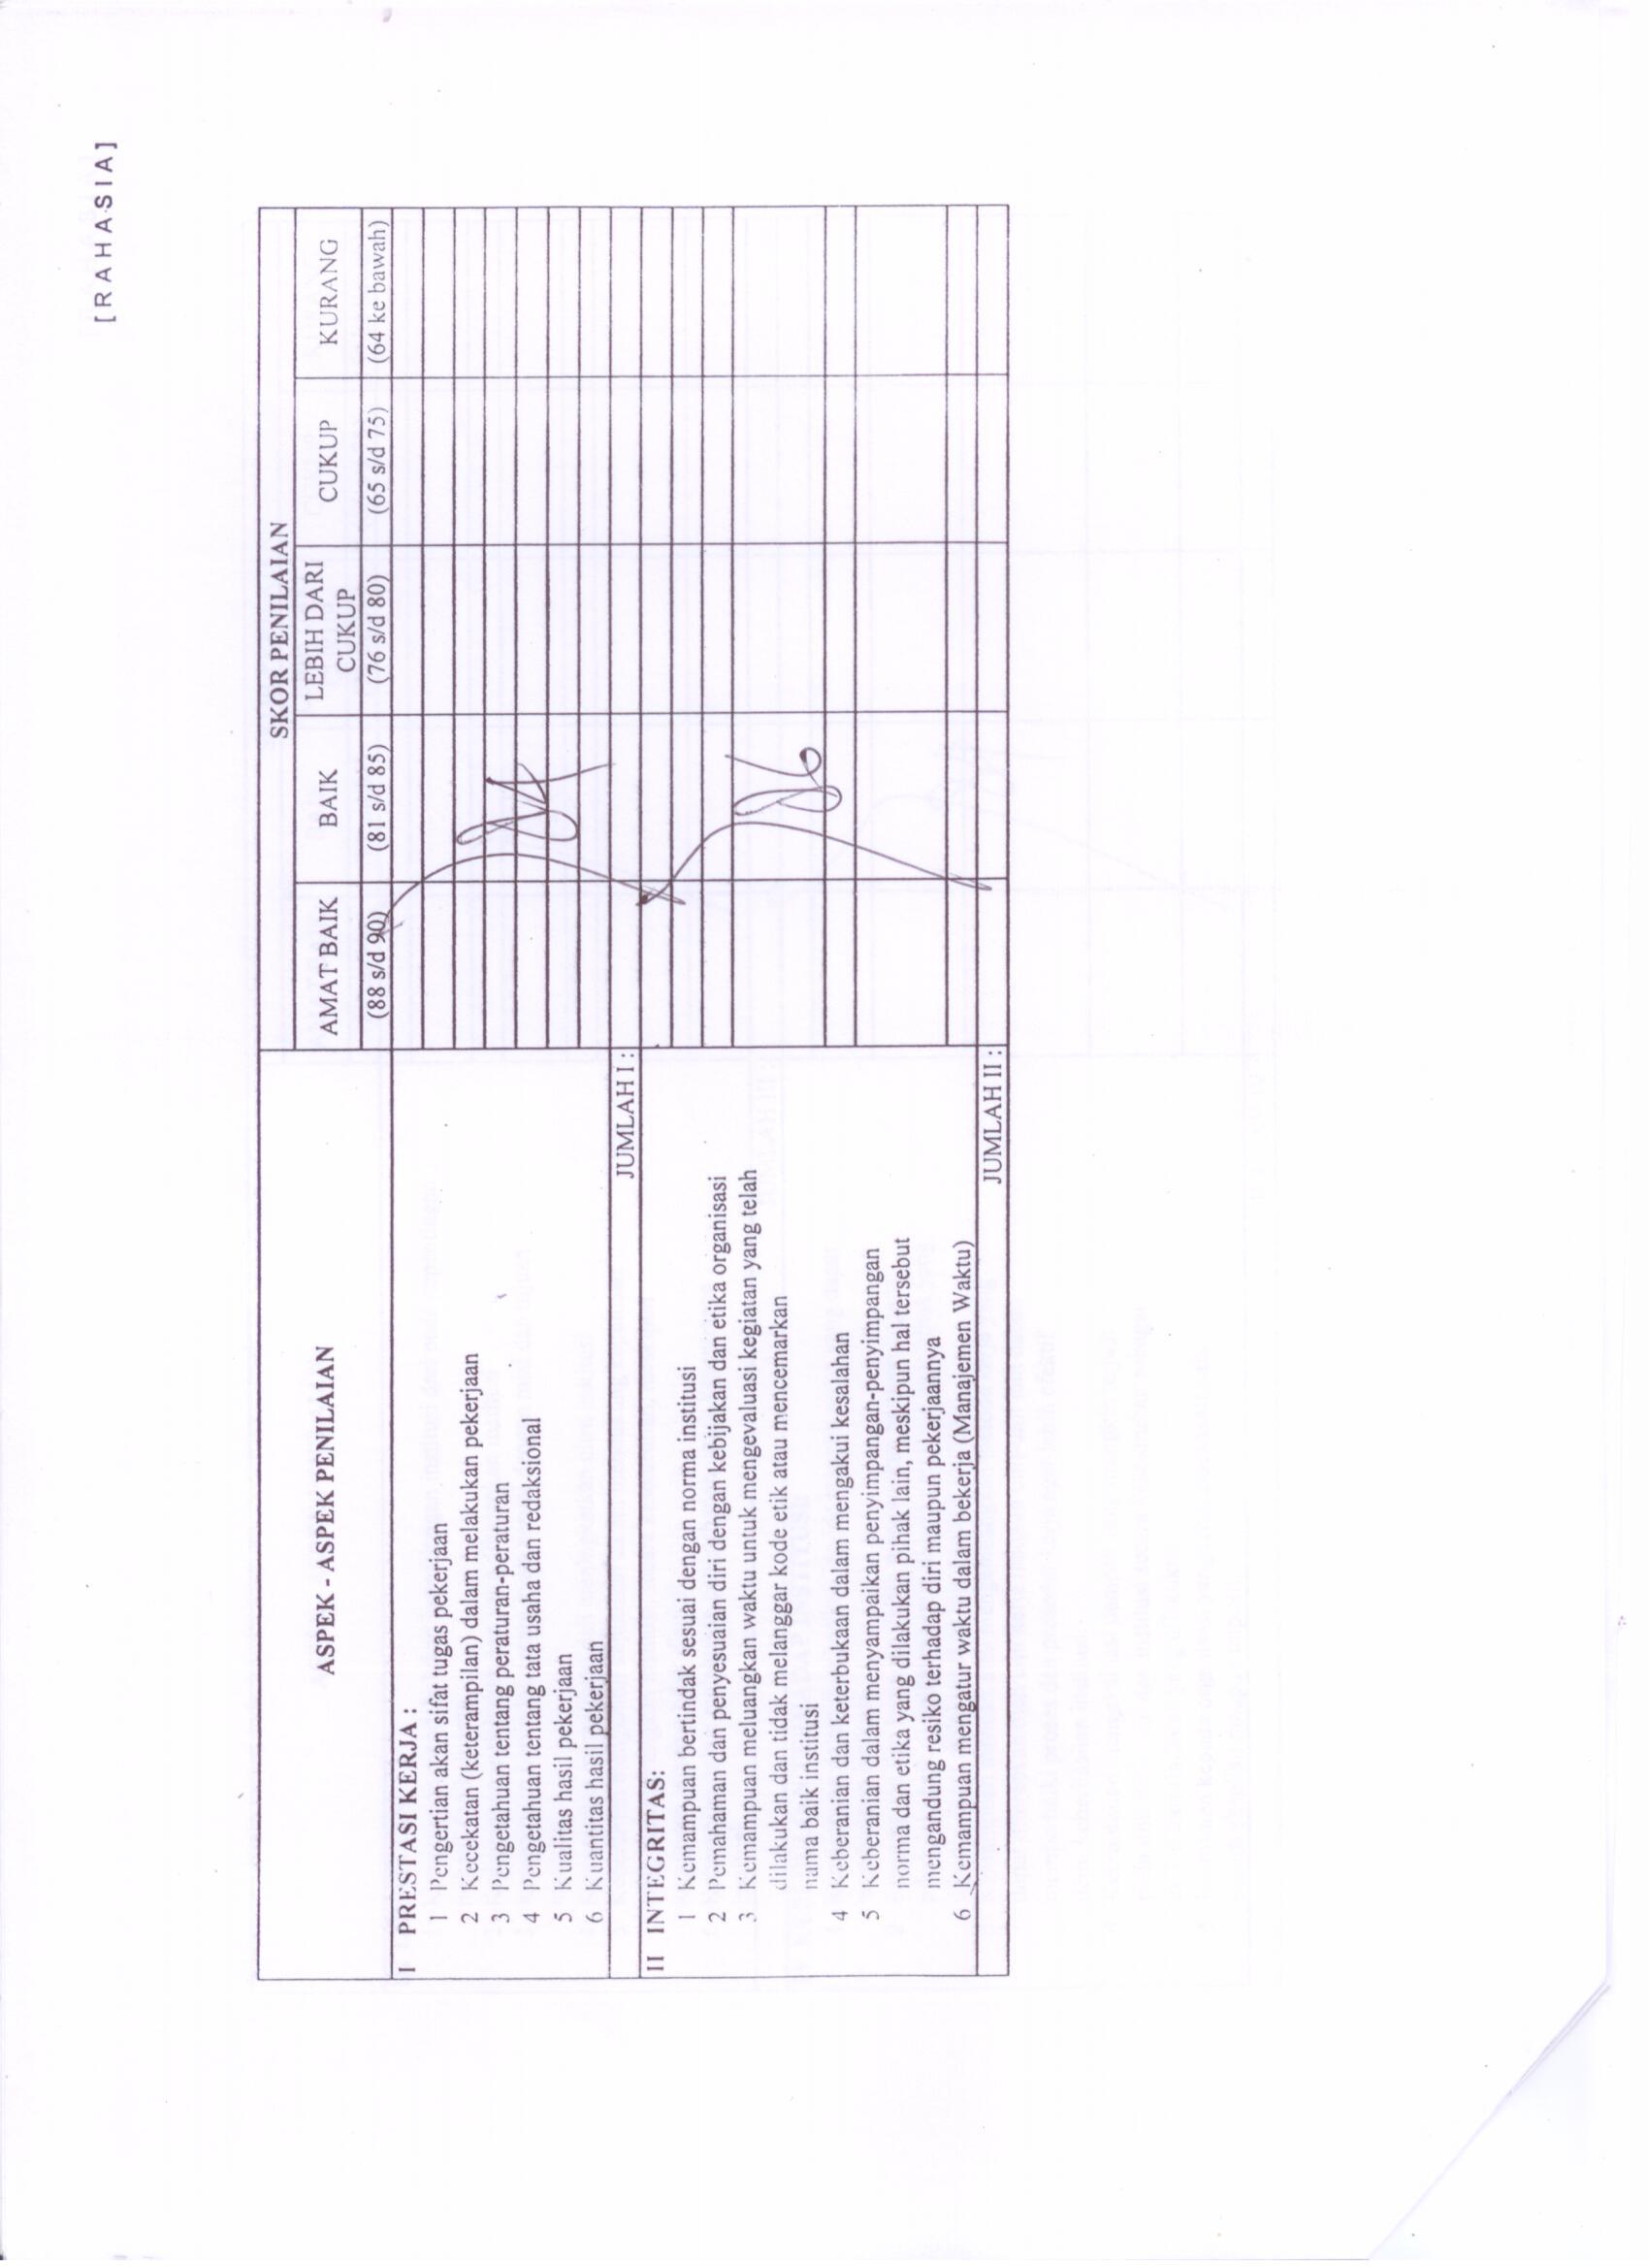 [RAHASIA]
ASPEK - ASPEK PENILAIAN
SKOR PENILAIAN
AMAT BAIK
BAIK
LEBIH DARI
CUKUP
CUKUP
KURANG
(88 s/d 90)
(81 s/d 85)
(76 s/d 80)
(65 s/d 75)
(64 ke bawah)
I PRESTASI KERJA :
1 Pengertian akan sifat tugas pekerjaan
2 Kecekatan (keterampilan) dalam melakukan pekerjaan
3 Pengetahuan tentang peraturan-peraturan
4 Pengetahuan tentang tata usaha dan redaksional
5 Kualitas hasil pekerjaan
6 Kuantitas hasil pekerjaan
84
JUMLAH I :
II INTEGRITAS:
1 Kemampuan bertindak sesuai dengan norma institusi
2 Pemahaman dan penyesuaian diri dengan kebijakan dan etika organisasi
3 Kemampuan meluangkan waktu untuk mengevaluasi kegiatan yang telah
dilakukan dan tidak melanggar kode etik atau mencemarkan
nama baik institusi
4 Keberanian dan keterbukaan dalam mengakui kesalahan
5 Keberanian dalam menyampaikan penyimpangan-penyimpangan
norma dan etika yang dilakukan pihak lain, meskipun hal tersebut
mengandung resiko terhadap diri maupun pekerjaannya
6 Kemampuan mengatur waktu dalam bekerja (Manajemen Waktu)
86
JUMLAH II :